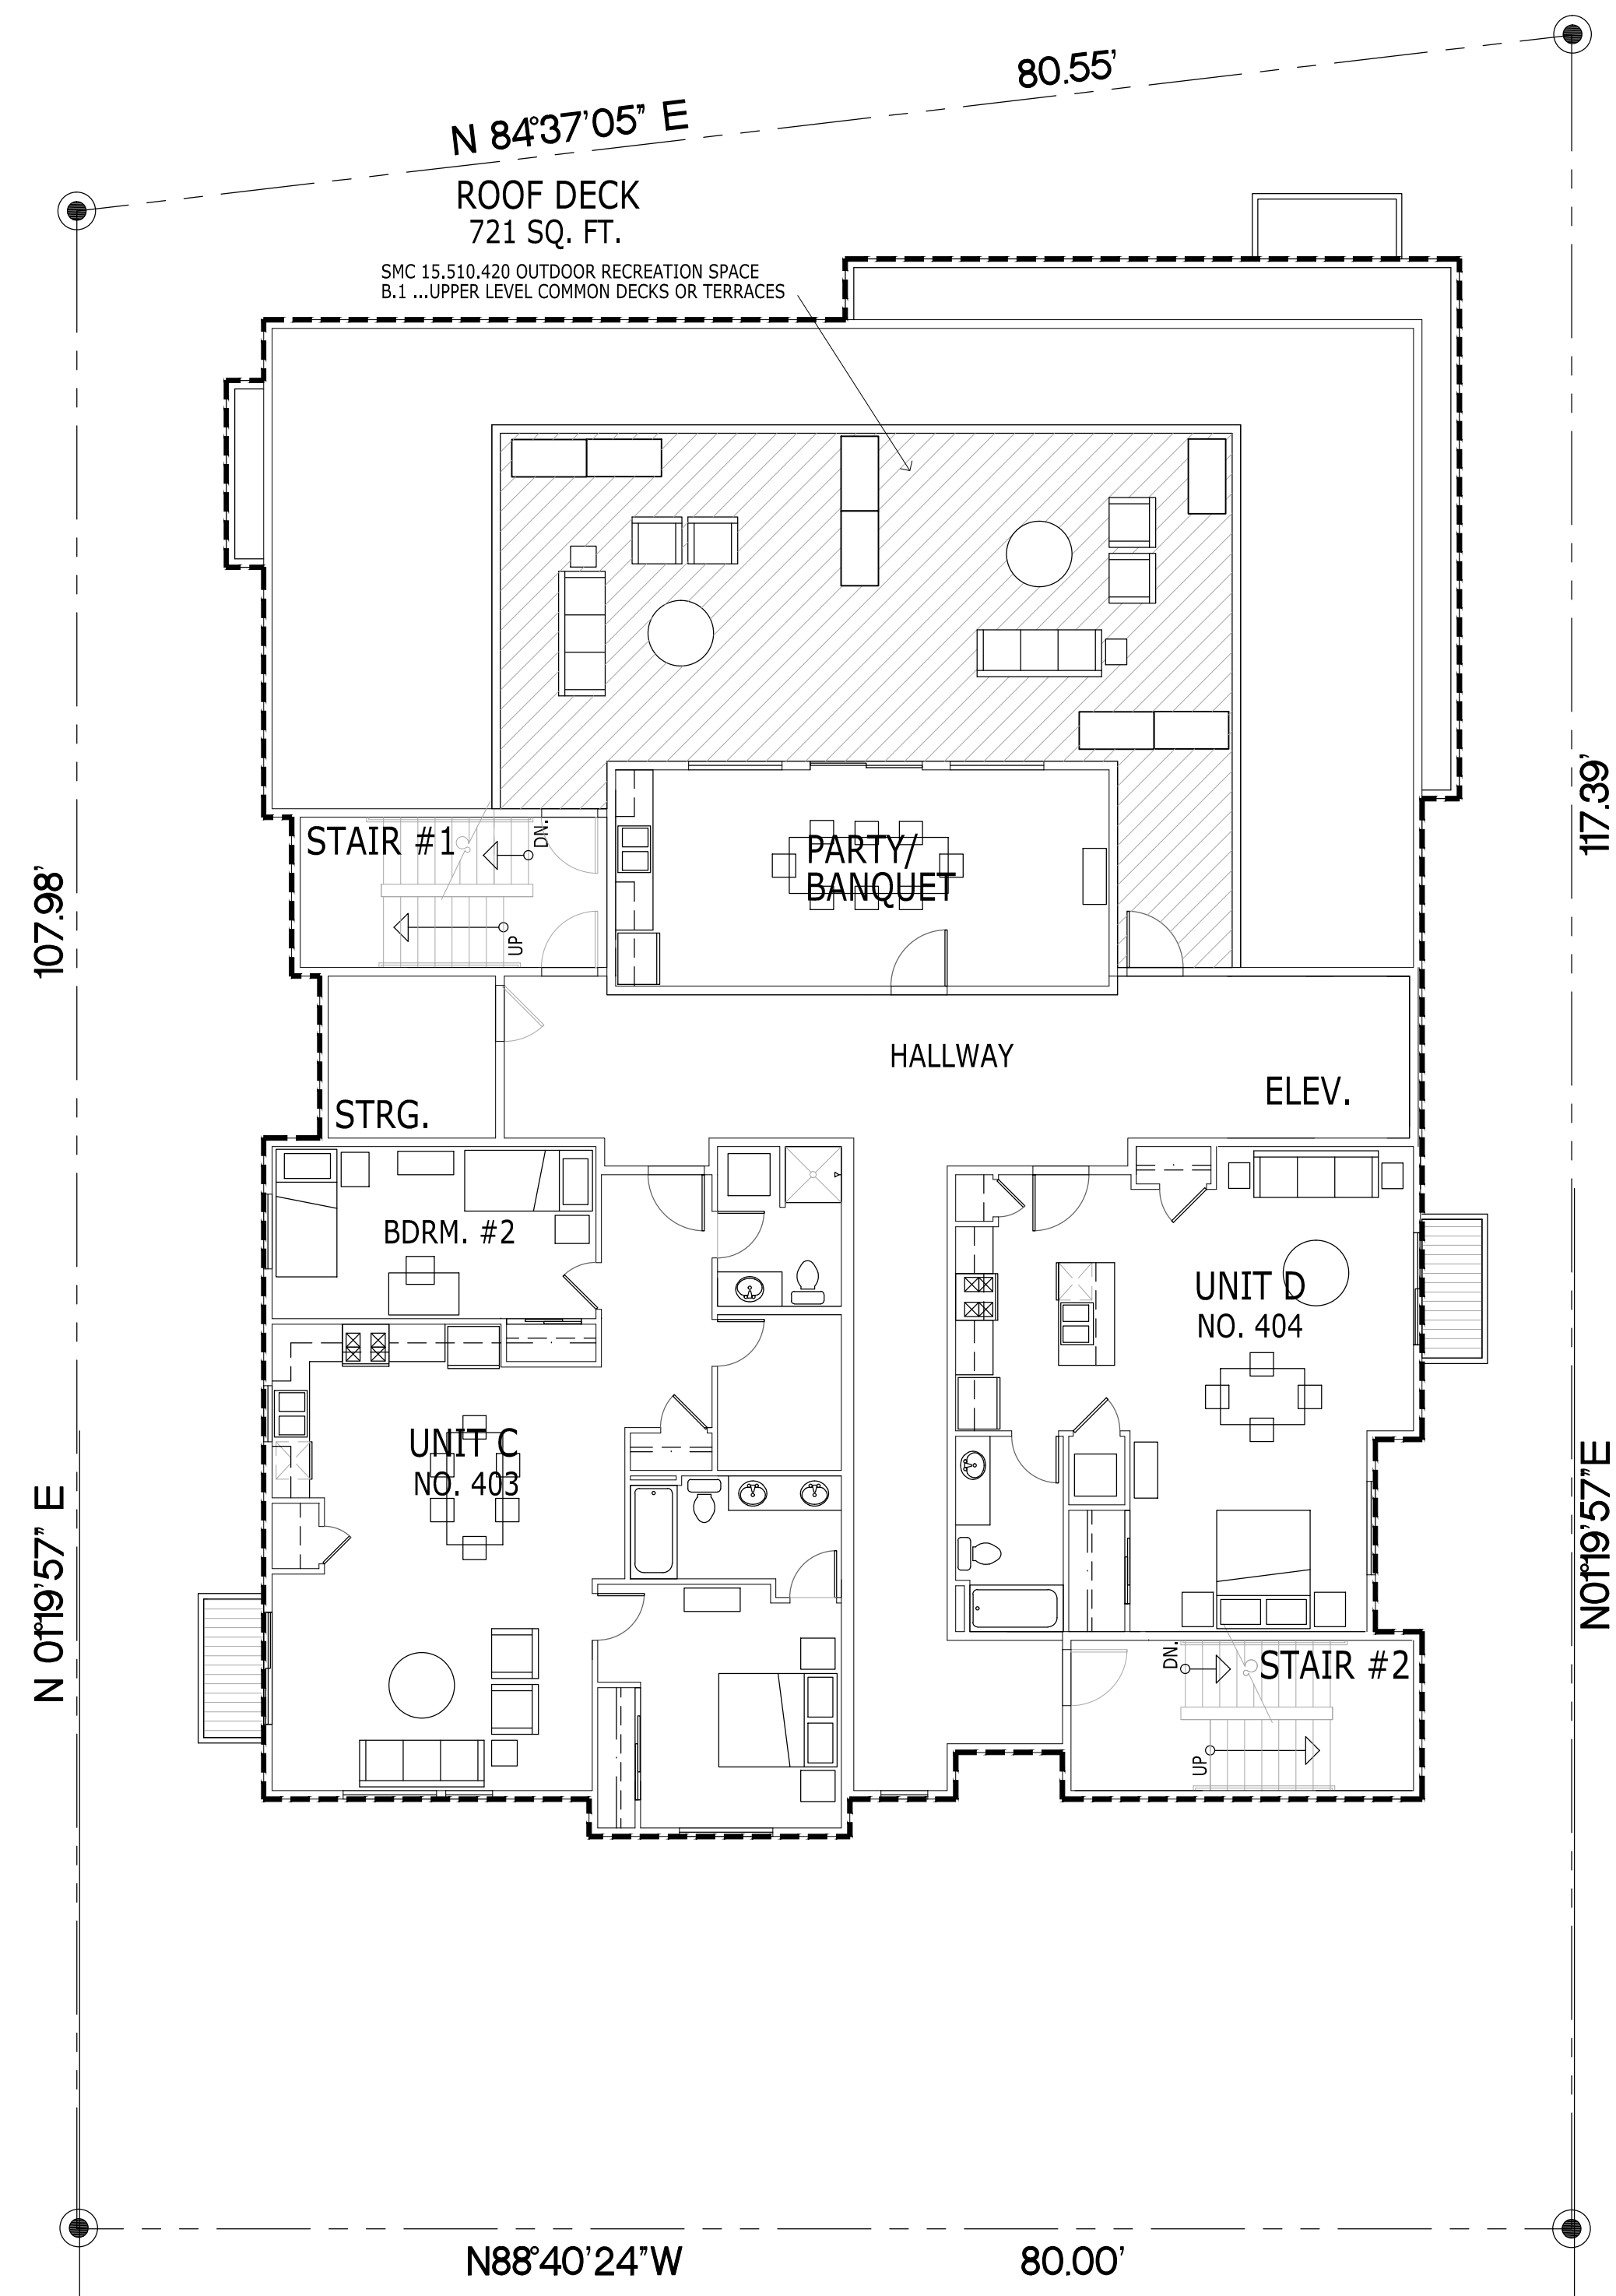 80.55'
N 84°37'05" E
ROOF DECK
721 SQ. FT.
SMC 15.510.420 OUTDOOR RECREATION SPACE
B.1 ...UPPER LEVEL COMMON DECKS OR TERRACES
117.39'
STAIR #1
DN.
UP
PARTY/
BANQUET
107.98'
HALLWAY
ELEV.
STRG.
BDRM. #2
UNIT D
NO. 404
UNIT C
NO. 403
N 01°19'57" E
N01°19'57"E
DN.
STAIR #2
UP
N88°40'24"W
80.00'